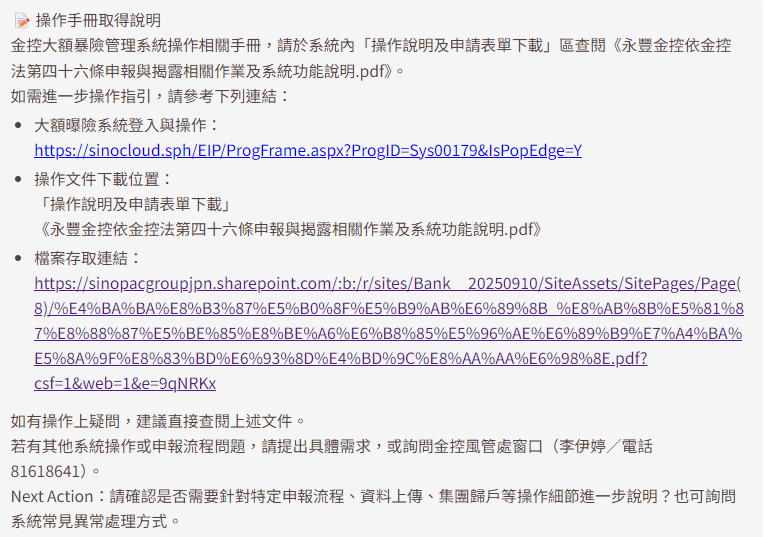 📝 操作手冊取得說明
金控大額暴險管理系統操作相關手冊，請於系統內「操作說明及申請表單下載」區查閱《永豐金控依金控
法第四十六條申報與揭露相關作業及系統功能說明.pdf》。
如需進一步操作指引，請參考下列連結：
• 大額曝險系統登入與操作：
https://sinocloud.sph/EIP/ProgFrame.aspx?ProgID=Sys00179&IsPopEdge=Y
• 操作文件下載位置：
「操作說明及申請表單下載」
《永豐金控依金控法第四十六條申報與揭露相關作業及系統功能說明.pdf》
• 檔案存取連結：
https://sinopacgroupjpn.sharepoint.com/:b:/r/sites/Bank__20250910/SiteAssets/SitePages/Page(
8)/%E4%BA%BA%E8%B3%87%E5%B0%8F%E5%B9%AB%E6%89%8B_%E8%AB%8B%E5%81%8
7%E8%88%87%E5%BE%85%E8%BE%A6%E6%B8%85%E5%96%AE%E6%89%B9%E7%A4%BA%
E5%8A%9F%E8%83%BD%E6%93%8D%E4%BD%9C%E8%AA%AA%E6%98%8E.pdf?
csf=1&web=1&e=9qNRKx
如有操作上疑問，建議直接查閱上述文件。
若有其他系統操作或申報流程問題，請提出具體需求，或詢問金控風管處窗口（李伊婷／電話
81618641）。
Next Action：請確認是否需要針對特定申報流程、資料上傳、集團歸戶等操作細節進一步說明？也可詢問
系統常見異常處理方式。